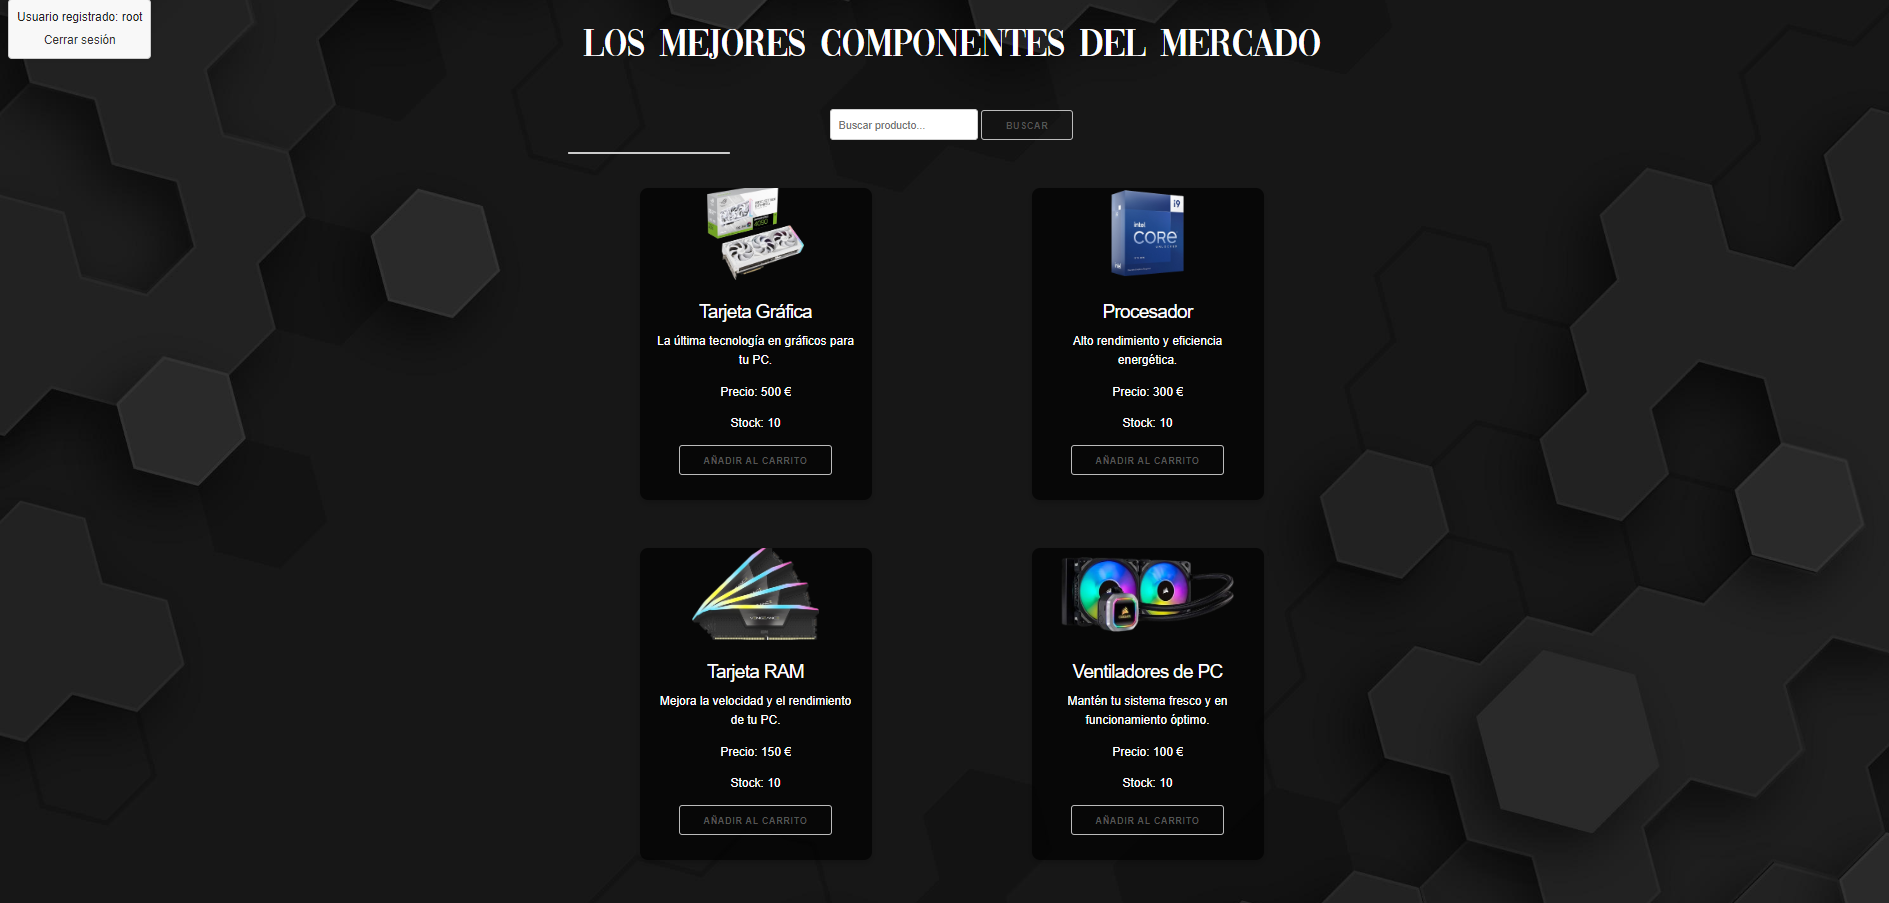 Usuario registrado: root
Cerrar sesión
LOS MEJORES COMPONENTES DEL MERCADO
Buscar producto...
BUSCAR
Tarjeta Gráfica
La última tecnología en gráficos para
tu PC.
Precio: 500 €
Stock: 10
AÑADIR AL CARRITO
i9
intel
CORE
Procesador
Alto rendimiento y eficiencia
energética.
Precio: 300 €
Stock: 10
AÑADIR AL CARRITO
Tarjeta RAM
Mejora la velocidad y el rendimiento
de tu PC.
Precio: 150 €
Stock: 10
AÑADIR AL CARRITO
Ventiladores de PC
Mantén tu sistema fresco y en
funcionamiento óptimo.
Precio: 100 €
Stock: 10
AÑADIR AL CARRITO